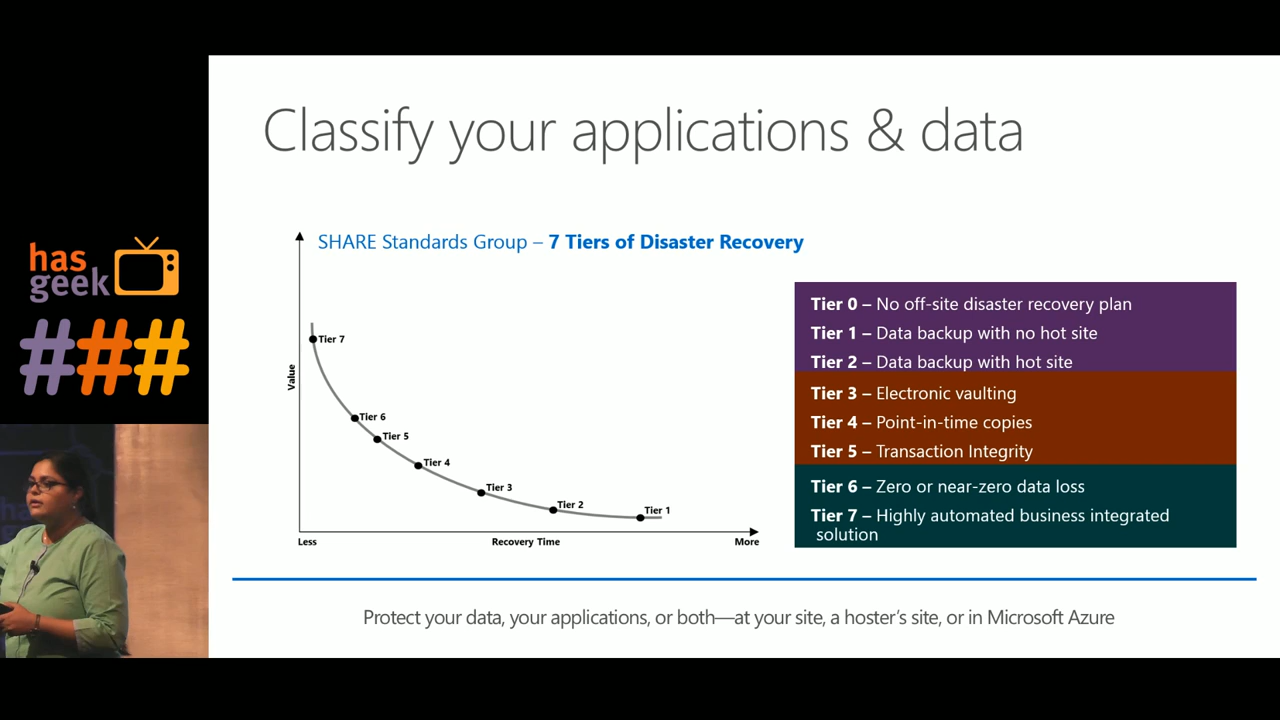 Classify your applications & data
SHARE Standards Group – 7 Tiers of Disaster Recovery
has
geek
###
Value
Tier 7
Tier 6
Tier 5
Tier 4
Tier 3
Tier 2
Tier 1
Less
Recovery Time
More
Tier 0 – No off-site disaster recovery plan
Tier 1 – Data backup with no hot site
Tier 2 – Data backup with hot site
Tier 3 – Electronic vaulting
Tier 4 – Point-in-time copies
Tier 5 – Transaction Integrity
Tier 6 – Zero or near-zero data loss
Tier 7 – Highly automated business integrated
solution
Protect your data, your applications, or both—at your site, a hoster's site, or in Microsoft Azure